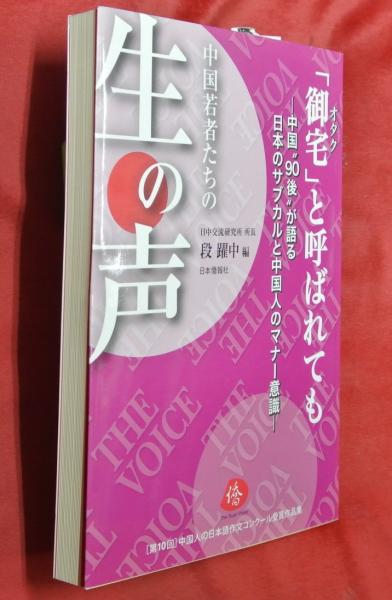 オタク
「御宅」と呼ばれても
―中国“90後”が語る
日本のサブカルと中国人のマナー意識―
中国若者たちの
生の声
日中交流研究所 所長
段 躍中 編
日本僑報社
THE
VOICE
THE
VOICE
THE
VOICE
僑
[第10回]中国人の日本語作文コンクール受賞作品集